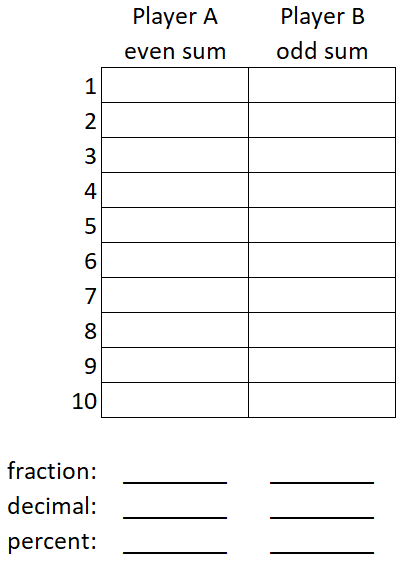 Player A Player B
even sum odd sum
1
2
3
4
5
6
7
8
9
10
fraction:
decimal:
percent: